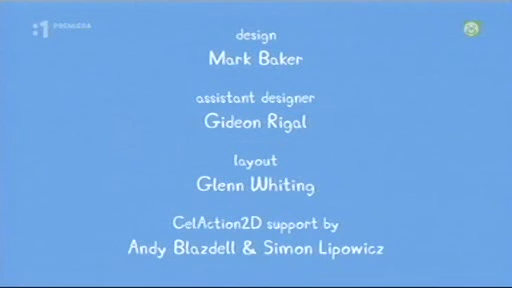 :1 PREMIÉRA
design
Mark Baker
assistant designer
Gideon Rigal
layout
Glenn Whiting
CelAction2D support by
Andy Blazdell & Simon Lipowicz